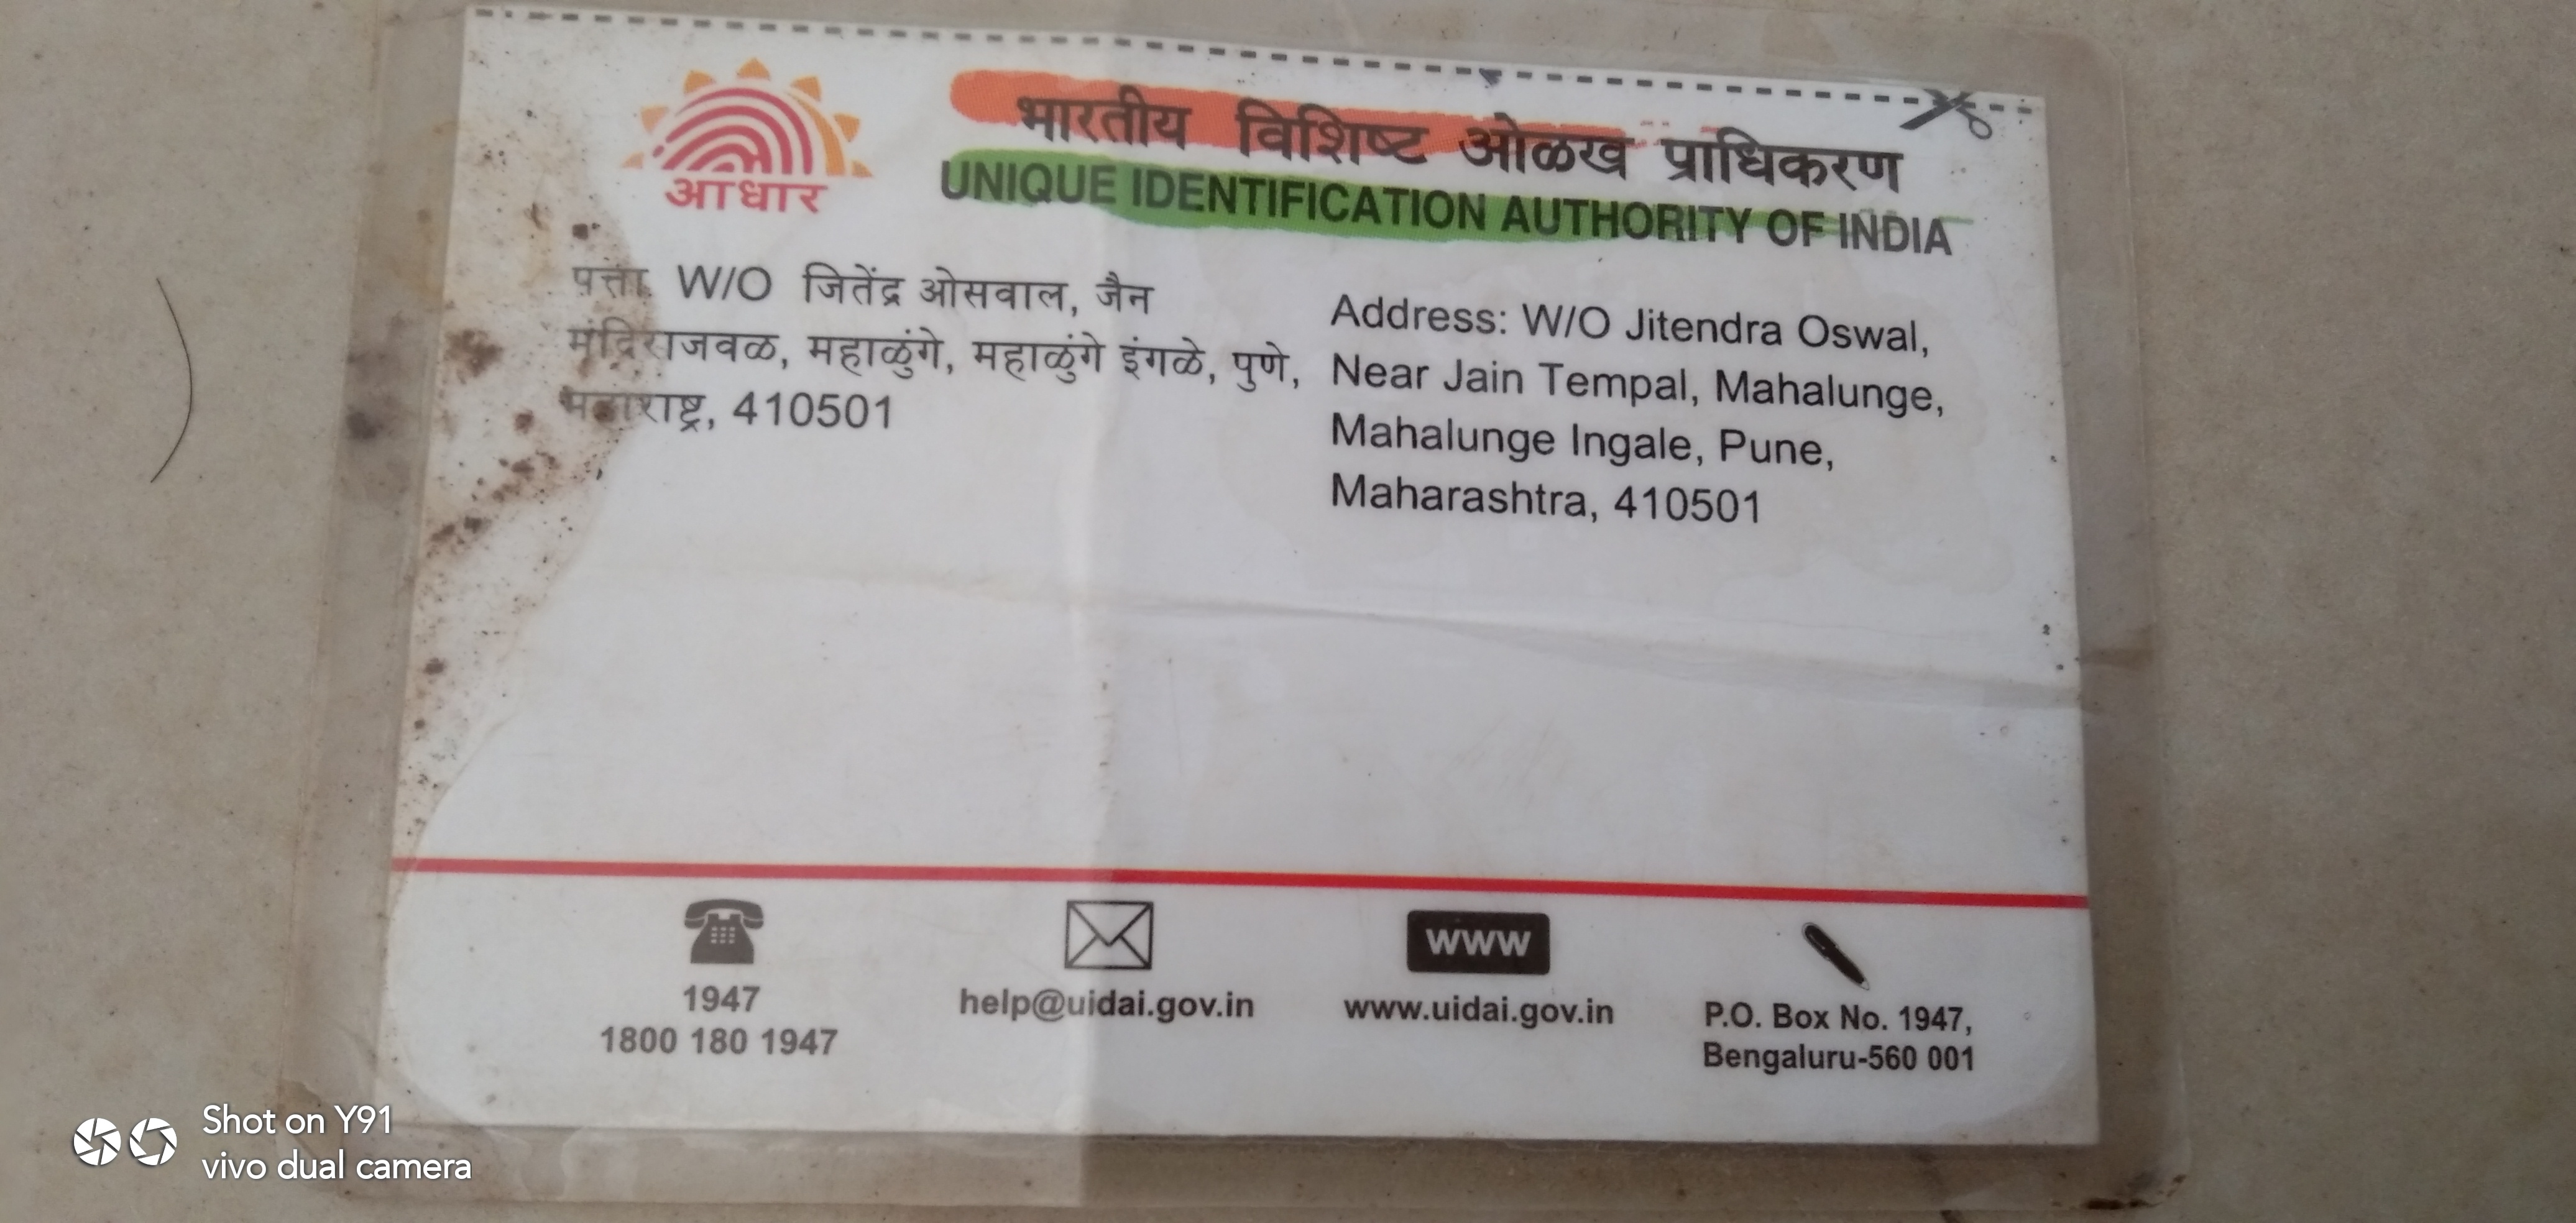 आधार
भारतीय विशिष्ट ओळख प्राधिकरण
UNIQUE IDENTIFICATION AUTHORITY OF INDIA
पत्ता W/O जितेंद्र ओसवाल, जैन
मंदिराजवळ, महाळुंगे, महाळुंगे इंगळे, पुणे,
महाराष्ट्र, 410501
Address: W/O Jitendra Oswal,
Near Jain Tempal, Mahalunge,
Mahalunge Ingale, Pune,
Maharashtra, 410501
1947
1800 180 1947
help@uidai.gov.in
www
www.uidai.gov.in
P.O. Box No. 1947,
Bengaluru-560 001
Shot on Y91
vivo dual camera